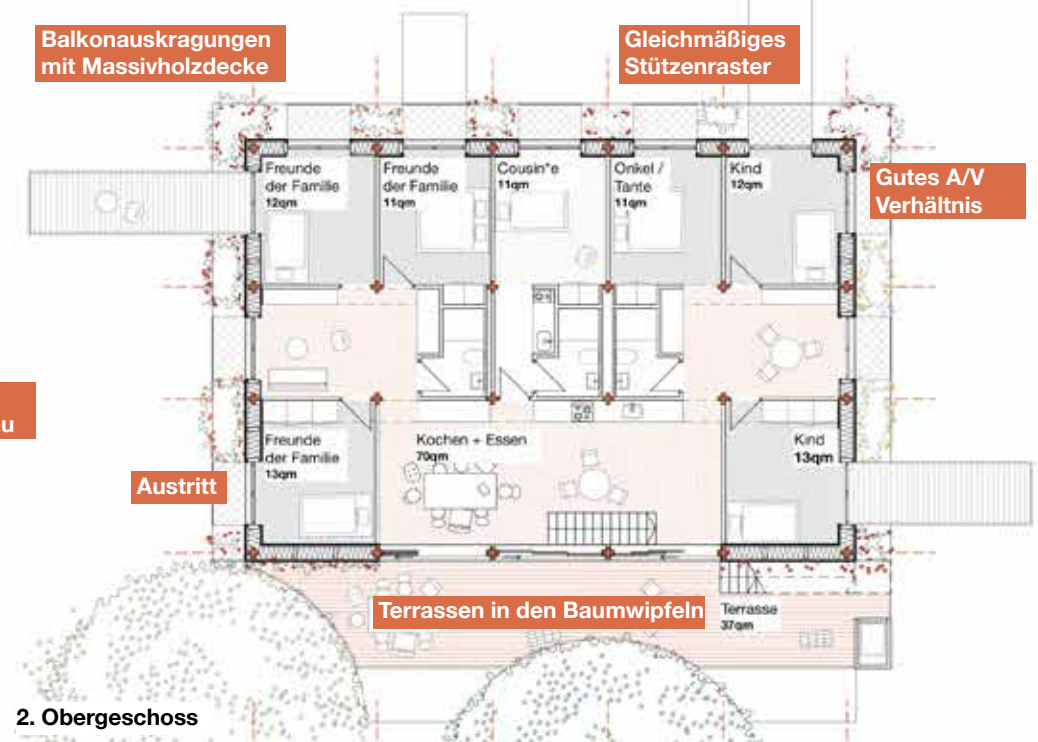 Balkonauskragungen
mit Massivholzdecke
Gleichmäßiges
Stützenraster
Freunde
der Familie
12qm
Freunde
der Familie
11qm
Cousin*e
11qm
Onkel /
Tante
11qm
Kind
12qm
Gutes A/V
Verhältnis
u
Freunde
der Familie
13qm
Kochen + Essen
70qm
Kind
13qm
Austritt
Terrassen in den Baumwipfeln
Terrasse
37qm
2. Obergeschoss